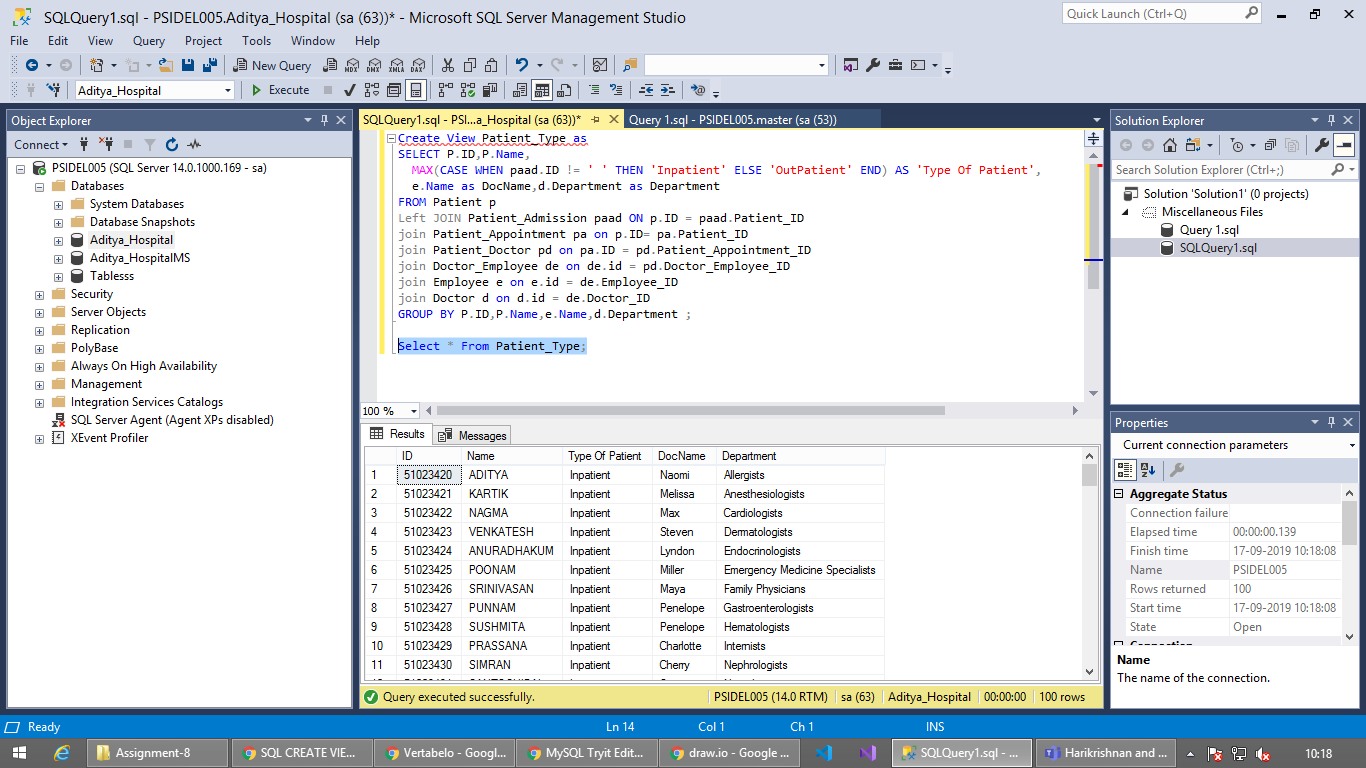 SQLQuery1.sql - PSIDEL005.Aditya_Hospital (sa (63))* - Microsoft SQL Server Management Studio
Quick Launch (Ctrl+Q)
File Edit View Query Project Tools Window Help
New Query
MDX DMX XMLA DAX
Aditya_Hospital
Execute
Object Explorer
Connect
PSIDEL005 (SQL Server 14.0.1000.169 - sa)
Databases
System Databases
Database Snapshots
Aditya_Hospital
Aditya_HospitalMS
Tablesss
Security
Server Objects
Replication
PolyBase
Always On High Availability
Management
Integration Services Catalogs
SQL Server Agent (Agent XPs disabled)
XEvent Profiler
SQLQuery1.sql - PSI...a_Hospital (sa (63))*
Query 1.sql - PSIDEL005.master (sa (53))
Create View Patient_Type as
SELECT P.ID,P.Name,
MAX(CASE WHEN paad.ID != ' ' THEN 'Inpatient' ELSE 'OutPatient' END) AS 'Type Of Patient',
e.Name as DocName,d.Department as Department
FROM Patient p
Left JOIN Patient_Admission paad ON p.ID = paad.Patient_ID
join Patient_Appointment pa on p.ID= pa.Patient_ID
join Patient_Doctor pd on pa.ID = pd.Patient_Appointment_ID
join Doctor_Employee de on de.id = pd.Doctor_Employee_ID
join Employee e on e.id = de.Employee_ID
join Doctor d on d.id = de.Doctor_ID
GROUP BY P.ID,P.Name,e.Name,d.Department ;
Select * From Patient_Type;
100 %
Results Messages
ID Name Type Of Patient DocName Department
1 51023420 ADITYA Inpatient Naomi Allergists
2 51023421 KARTIK Inpatient Melissa Anesthesiologists
3 51023422 NAGMA Inpatient Max Cardiologists
4 51023423 VENKATESH Inpatient Steven Dermatologists
5 51023424 ANURADHAKUM Inpatient Lyndon Endocrinologists
6 51023425 POONAM Inpatient Miller Emergency Medicine Specialists
7 51023426 SRINIVASAN Inpatient Maya Family Physicians
8 51023427 PUNNAM Inpatient Penelope Gastroenterologists
9 51023428 SUSHMITA Inpatient Penelope Hematologists
10 51023429 PRASSANA Inpatient Charlotte Internists
11 51023430 SIMRAN Inpatient Cherry Nephrologists
Query executed successfully.
PSIDEL005 (14.0 RTM) sa (63) Aditya_Hospital 00:00:00 100 rows
Solution Explorer
Search Solution Explorer (Ctrl+;)
Solution 'Solution1' (0 projects)
Miscellaneous Files
Query 1.sql
SQLQuery1.sql
Properties
Current connection parameters
Aggregate Status
Connection failure
Elapsed time 00:00:00.139
Finish time 17-09-2019 10:18:08
Name PSIDEL005
Rows returned 100
Start time 17-09-2019 10:18:08
State Open
Connection
Name
The name of the connection.
Ready Ln 14 Col 1 Ch 1 INS
Assignment-8
SQL CREATE VIE...
Vertabelo - Googl...
MySQL Tryit Edit...
draw.io - Google ...
SQLQuery1.sql - ...
Harikrishnan and ...
10:18